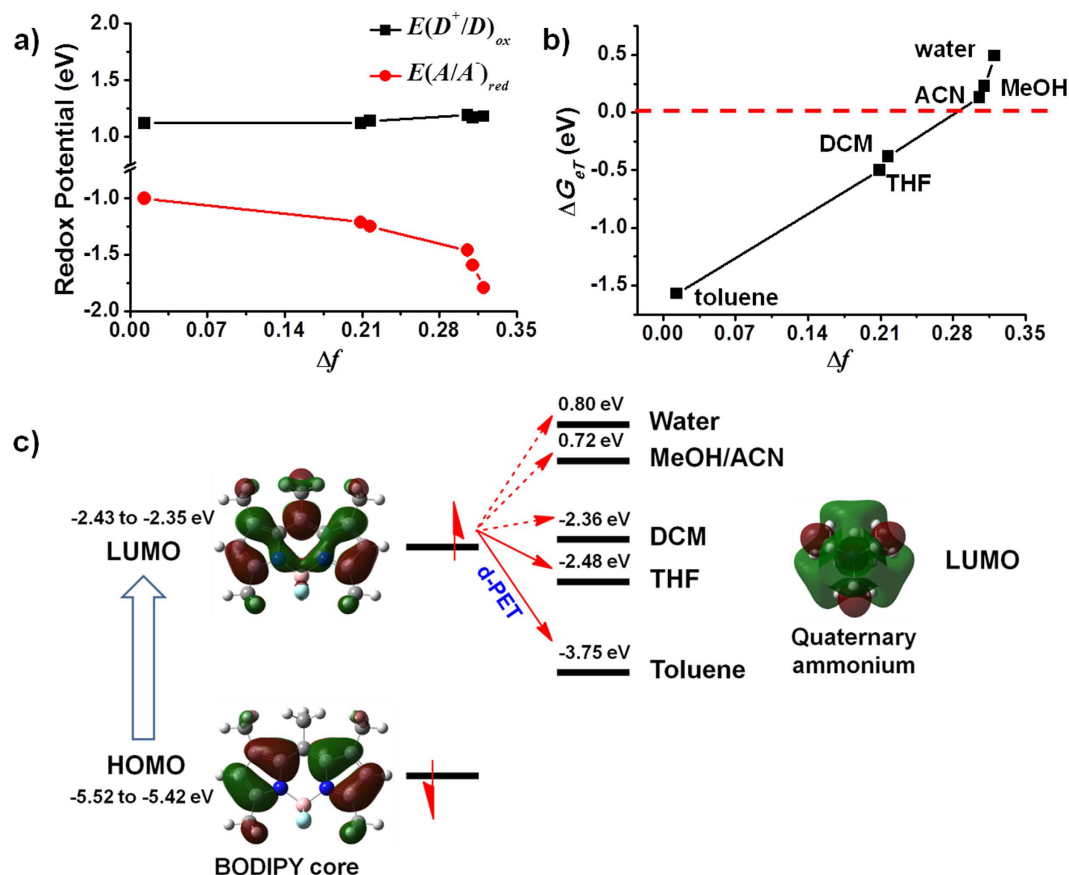 a)
2.0
1.5
1.0
-1.0
-1.5
-2.0
Redox Potential (eV)
E(D⁺/D)ox
E(A/A⁻)red
0.00 0.07 0.14 0.21 0.28 0.35
Δf
b)
0.5
0.0
-0.5
-1.5
ΔGeT (eV)
water
ACN
MeOH
DCM
THF
toluene
0.00 0.07 0.14 0.21 0.28 0.35
Δf
c)
-2.43 to -2.35 eV
LUMO
HOMO
-5.52 to -5.42 eV
BODIPY core
d-PET
0.80 eV
Water
0.72 eV
MeOH/ACN
-2.36 eV
DCM
-2.48 eV
THF
-3.75 eV
Toluene
LUMO
Quaternary
ammonium